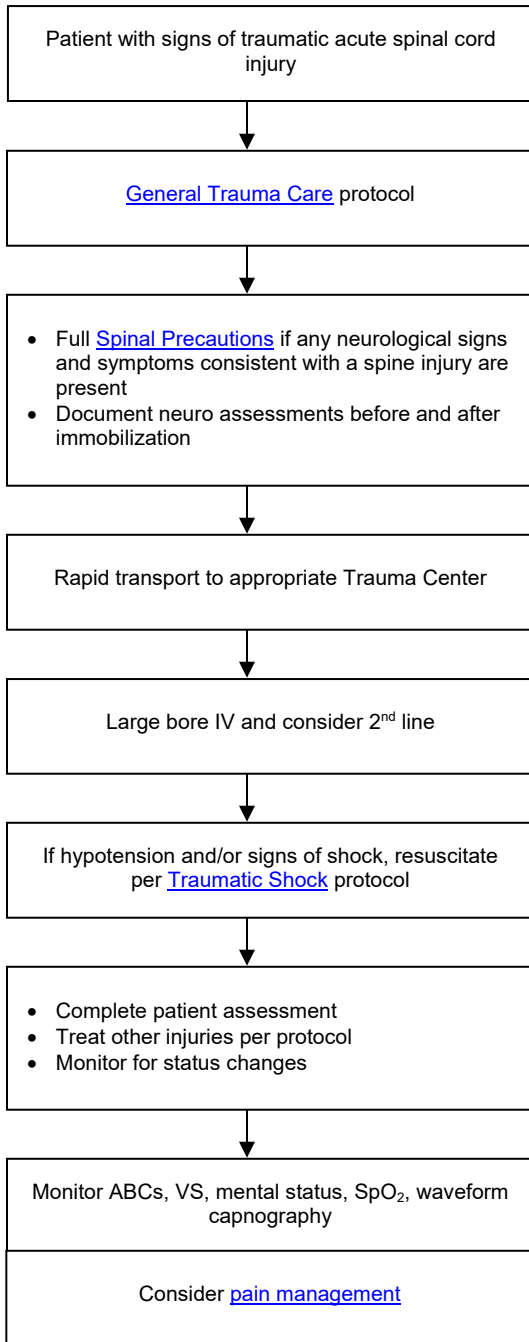 Patient with signs of traumatic acute spinal cord
injury
General Trauma Care protocol
• Full Spinal Precautions if any neurological signs
and symptoms consistent with a spine injury are
present
• Document neuro assessments before and after
immobilization
Rapid transport to appropriate Trauma Center
Large bore IV and consider 2nd line
If hypotension and/or signs of shock, resuscitate
per Traumatic Shock protocol
• Complete patient assessment
• Treat other injuries per protocol
• Monitor for status changes
Monitor ABCs, VS, mental status, SpO₂, waveform
capnography
Consider pain management